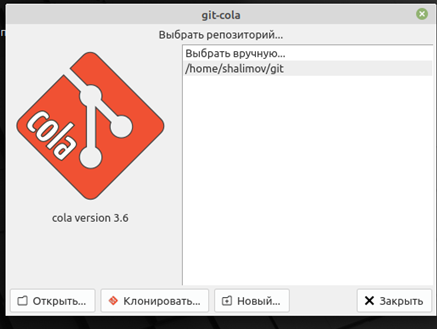 git-cola
Выбрать репозиторий...
Выбрать вручную...
/home/shalimov/git
cola
cola version 3.6
Открыть...
Клонировать...
Новый...
Закрыть